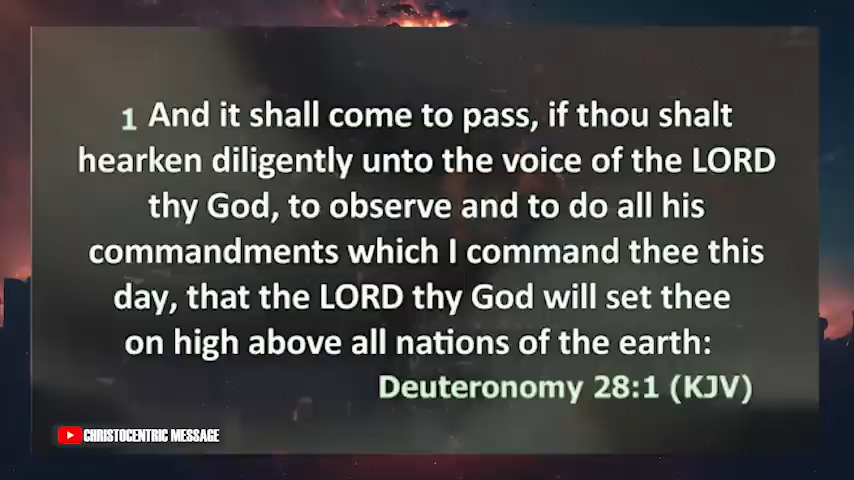 1 And it shall come to pass, if thou shalt
hearken diligently unto the voice of the LORD
thy God, to observe and to do all his
commandments which I command thee this
day, that the LORD thy God will set thee
on high above all nations of the earth:
Deuteronomy 28:1 (KJV)
CHRISTOCENTRIC MESSAGE